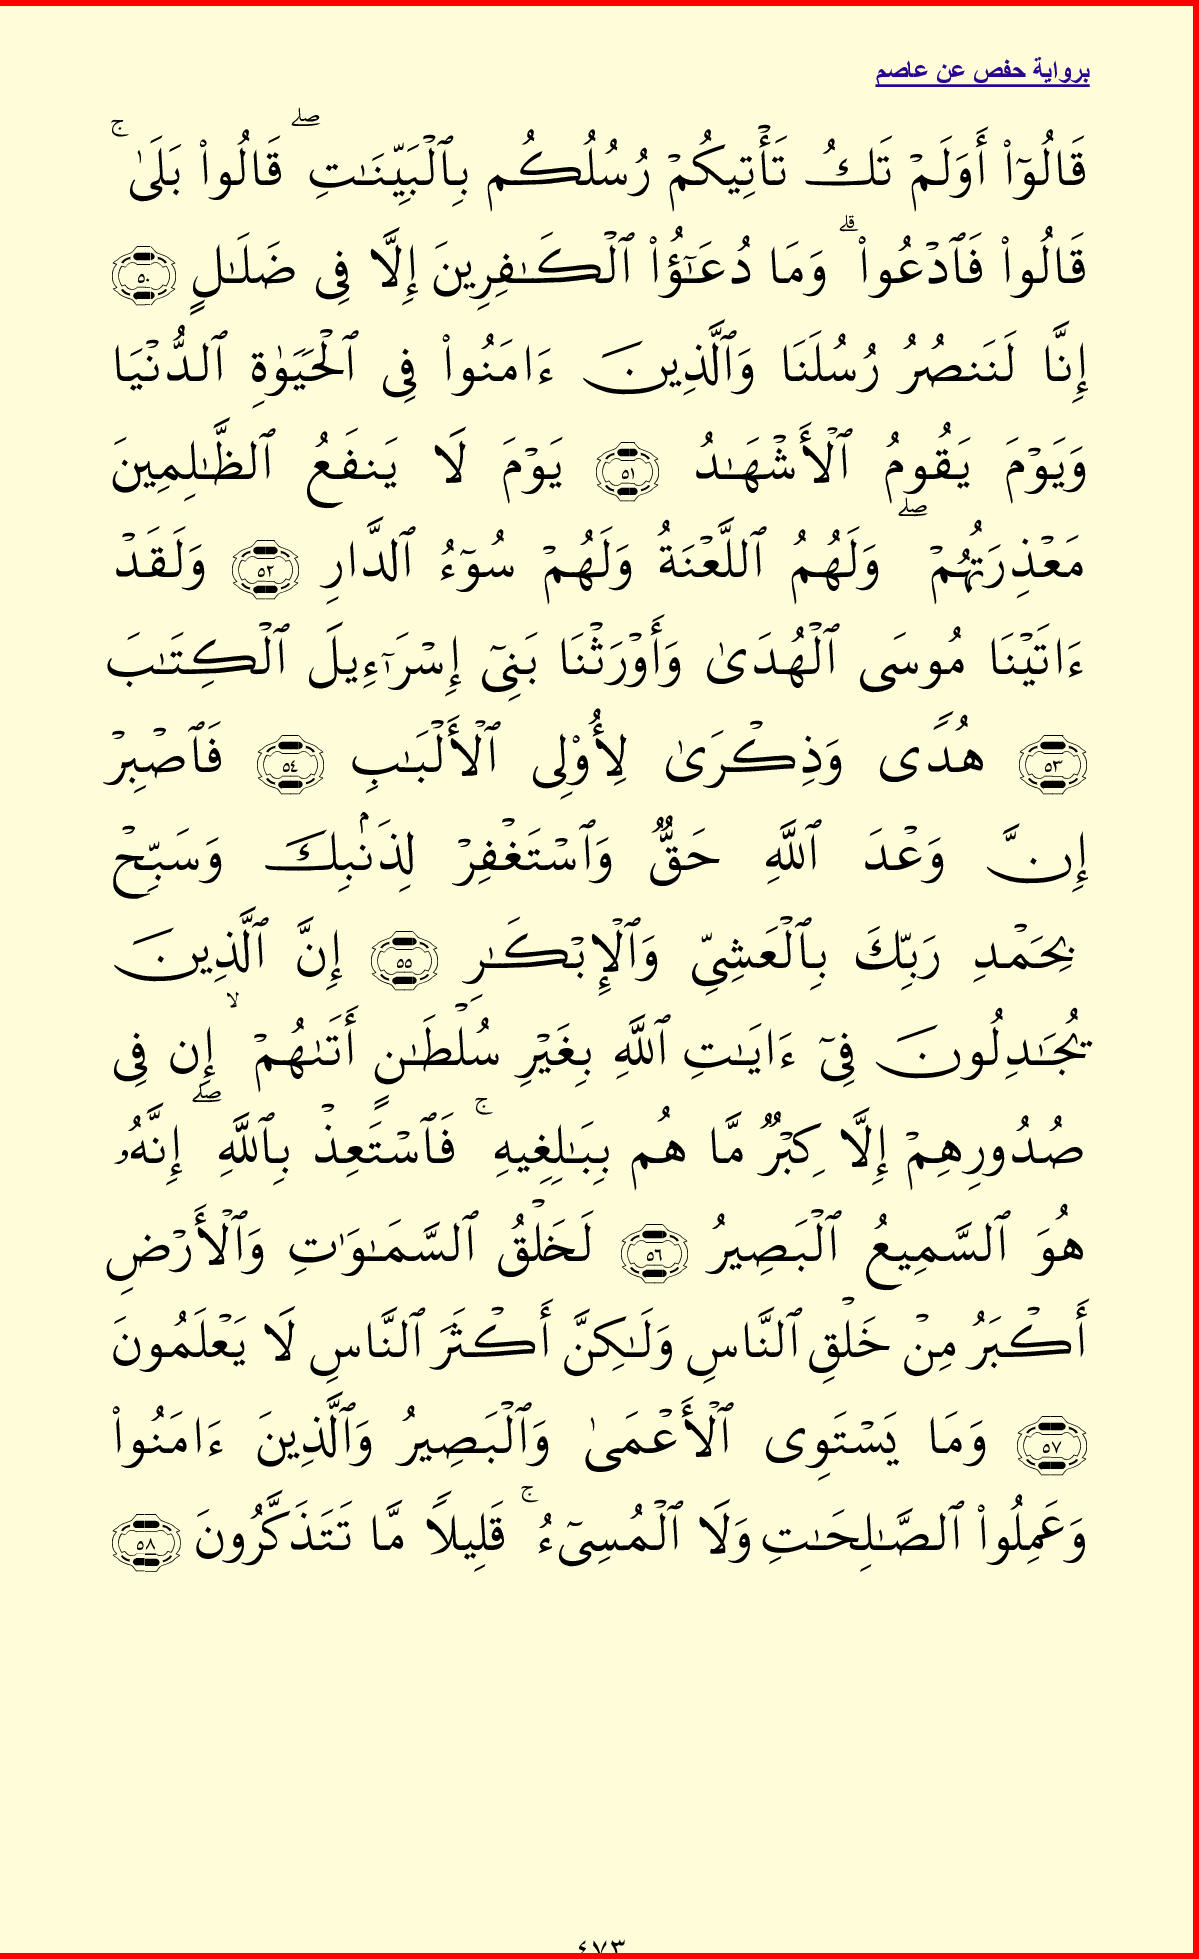 برواية حفص عن عاصم
قَالُوٓا۟ أَوَلَمْ تَكُ تَأْتِيكُمْ رُسُلُكُم بِٱلْبَيِّنَـٰتِ ۖ قَالُوا۟ بَلَىٰ ۚ
قَالُوا۟ فَٱدْعُوا۟ ۗ وَمَا دُعَـٰٓؤُا۟ ٱلْكَـٰفِرِينَ إِلَّا فِى ضَلَـٰلٍ ٥٠
إِنَّا لَنَنصُرُ رُسُلَنَا وَٱلَّذِينَ ءَامَنُوا۟ فِى ٱلْحَيَوٰةِ ٱلدُّنْيَا
وَيَوْمَ يَقُومُ ٱلْأَشْهَـٰدُ ٥١ يَوْمَ لَا يَنفَعُ ٱلظَّـٰلِمِينَ
مَعْذِرَتُهُمْ ۖ وَلَهُمُ ٱللَّعْنَةُ وَلَهُمْ سُوٓءُ ٱلدَّارِ ٥٢ وَلَقَدْ
ءَاتَيْنَا مُوسَى ٱلْهُدَىٰ وَأَوْرَثْنَا بَنِىٓ إِسْرَٰٓءِيلَ ٱلْكِتَـٰبَ
٥٣ هُدًى وَذِكْرَىٰ لِأُو۟لِى ٱلْأَلْبَـٰبِ ٥٤ فَٱصْبِرْ
إِنَّ وَعْدَ ٱللَّهِ حَقٌّ وَٱسْتَغْفِرْ لِذَنۢبِكَ وَسَبِّحْ
بِحَمْدِ رَبِّكَ بِٱلْعَشِىِّ وَٱلْإِبْكَـٰرِ ٥٥ إِنَّ ٱلَّذِينَ
يُجَـٰدِلُونَ فِىٓ ءَايَـٰتِ ٱللَّهِ بِغَيْرِ سُلْطَـٰنٍ أَتَىٰهُمْ ۙ إِن فِى
صُدُورِهِمْ إِلَّا كِبْرٌ مَّا هُم بِبَـٰلِغِيهِ ۚ فَٱسْتَعِذْ بِٱللَّهِ ۖ إِنَّهُۥ
هُوَ ٱلسَّمِيعُ ٱلْبَصِيرُ ٥٦ لَخَلْقُ ٱلسَّمَـٰوَٰتِ وَٱلْأَرْضِ
أَكْبَرُ مِنْ خَلْقِ ٱلنَّاسِ وَلَـٰكِنَّ أَكْثَرَ ٱلنَّاسِ لَا يَعْلَمُونَ
٥٧ وَمَا يَسْتَوِى ٱلْأَعْمَىٰ وَٱلْبَصِيرُ وَٱلَّذِينَ ءَامَنُوا۟
وَعَمِلُوا۟ ٱلصَّـٰلِحَـٰتِ وَلَا ٱلْمُسِىٓءُ ۚ قَلِيلًا مَّا تَتَذَكَّرُونَ ٥٨
٤٧٣